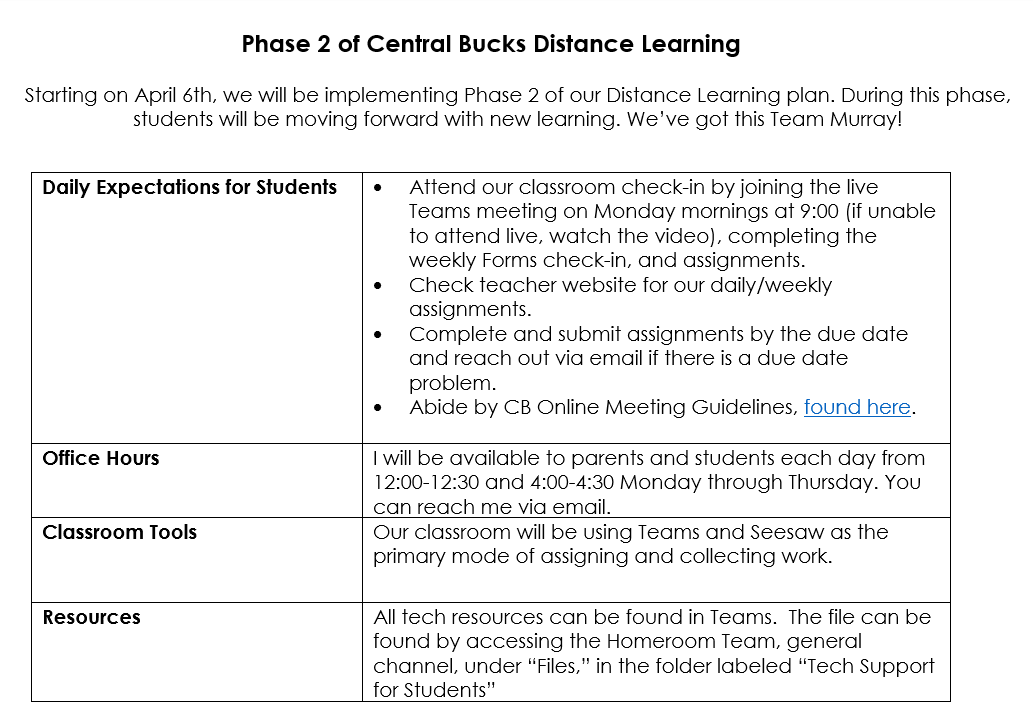 Phase 2 of Central Bucks Distance Learning
Starting on April 6th, we will be implementing Phase 2 of our Distance Learning plan. During this phase,
students will be moving forward with new learning. We've got this Team Murray!
Daily Expectations for Students
• Attend our classroom check-in by joining the live
Teams meeting on Monday mornings at 9:00 (if unable
to attend live, watch the video), completing the
weekly Forms check-in, and assignments.
• Check teacher website for our daily/weekly
assignments.
• Complete and submit assignments by the due date
and reach out via email if there is a due date
problem.
• Abide by CB Online Meeting Guidelines, found here.
Office Hours
I will be available to parents and students each day from
12:00-12:30 and 4:00-4:30 Monday through Thursday. You
can reach me via email.
Classroom Tools
Our classroom will be using Teams and Seesaw as the
primary mode of assigning and collecting work.
Resources
All tech resources can be found in Teams.  The file can be
found by accessing the Homeroom Team, general
channel, under “Files,” in the folder labeled “Tech Support
for Students”